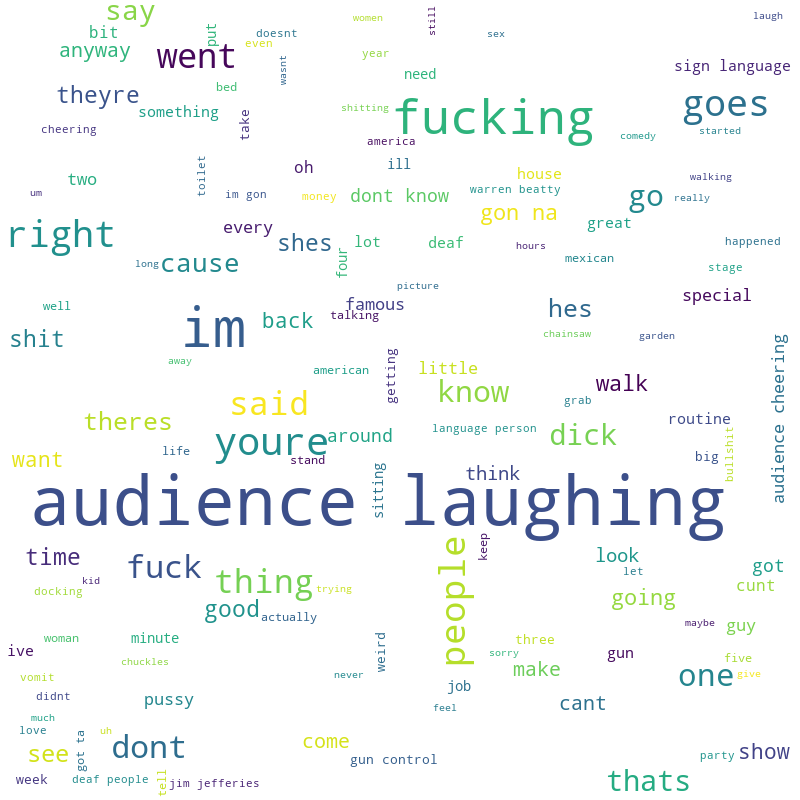 say
women
still
laugh
bit
put
doesnt
sex
anyway
went
even
wasnt
year
need
sign language
theyre
bed
something
shitting
fucking
goes
cheering
take
america
comedy
started
two
toilet
oh
ill
house
walking
um
im gon
money
dont know
warren beatty
go
really
gon na
right
every
shes
lot
deaf
hours
great
happened
long
cause
four
mexican
stage
picture
well
im
back
famous
talking
hes
special
shit
chainsaw
garden
away
american
getting
little
know
walk
audience cheering
said
grab
theres
youre
around
language person
dick
routine
want
life
stand
sitting
think
big
bullshit
audience laughing
time
fuck
people
keep
look
got
kid
thing
let
docking
trying
cunt
good
actually
going
woman
minute
weird
three
maybe
guy
ive
chuckles
sorry
gun
five
vomit
never
make
one
give
didnt
pussy
job
cant
much
feel
love
got ta
uh
dont
come
see
gun control
party
show
week
deaf people
tell
jim jefferies
thats